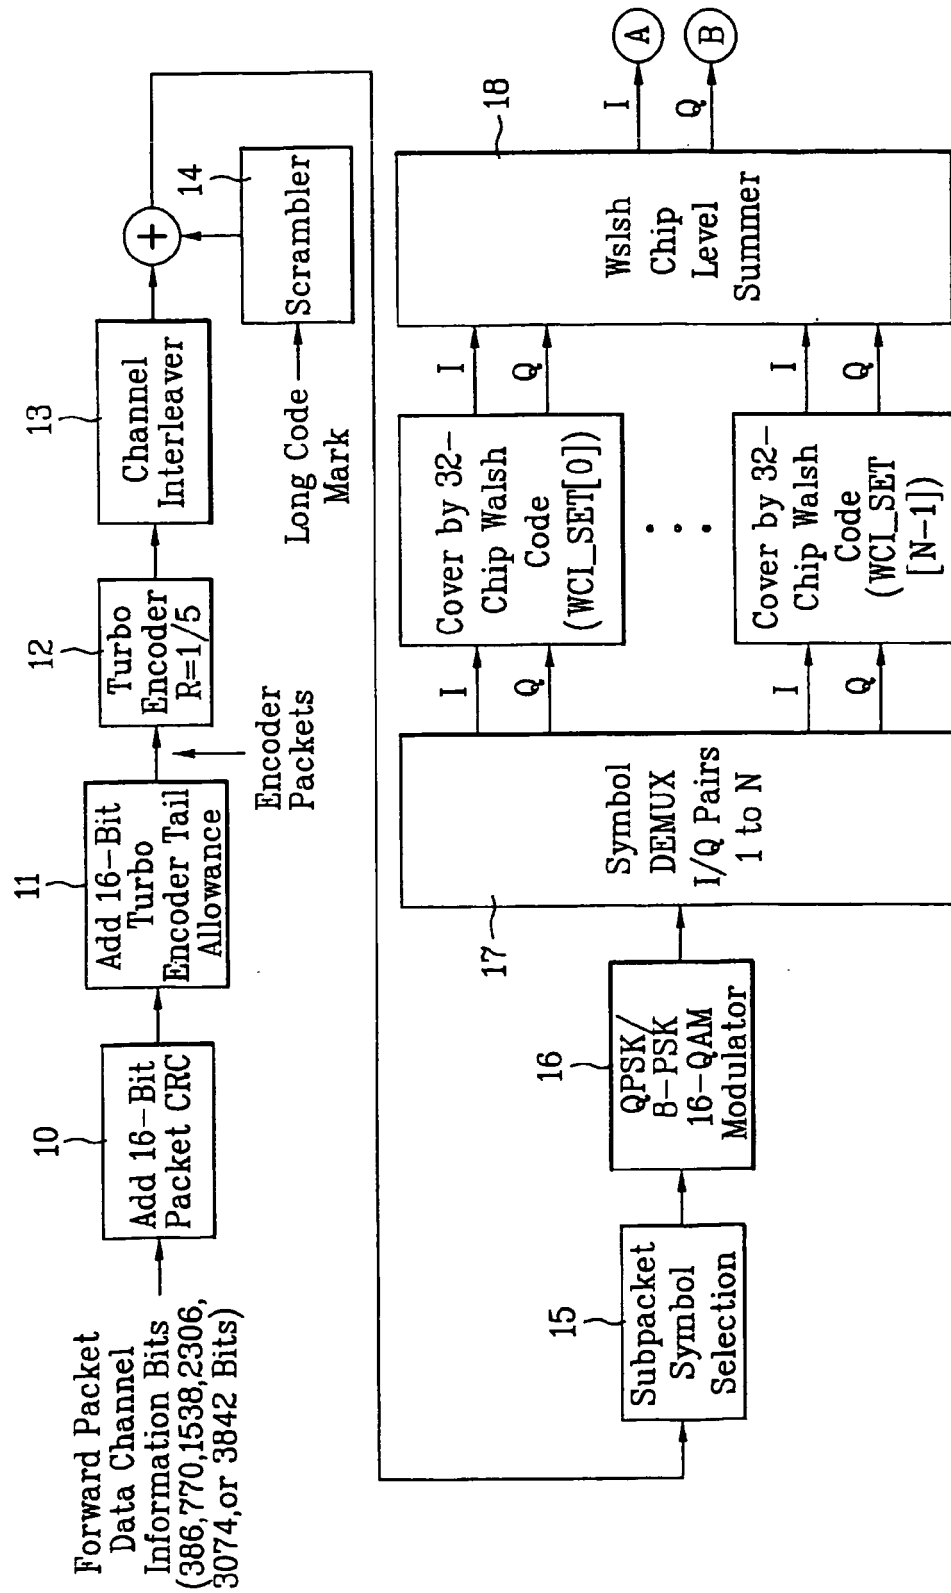 Forward Packet
Data Channel
Information Bits
(386,770,1538,2306,
3074,or 3842 Bits)
10
Add 16-Bit
Packet CRC
11
Add 16-Bit
Turbo
Encoder Tail
Allowance
Encoder
Packets
12
Turbo
Encoder
R=1/5
13
Channel
Interleaver
+
14
Scrambler
Long Code
Mark
15
Subpacket
Symbol
Selection
16
QPSK/
8-PSK
16-QAM
Modulator
17
Symbol
DEMUX
I/Q Pairs
1 to N
I
Q
I
Q
Cover by 32-
Chip Walsh
Code
(WCI_SET[0])
Cover by 32-
Chip Walsh
Code
(WCI_SET
[N-1])
I
Q
I
Q
18
Wslsh
Chip
Level
Summer
I
Q
A
B